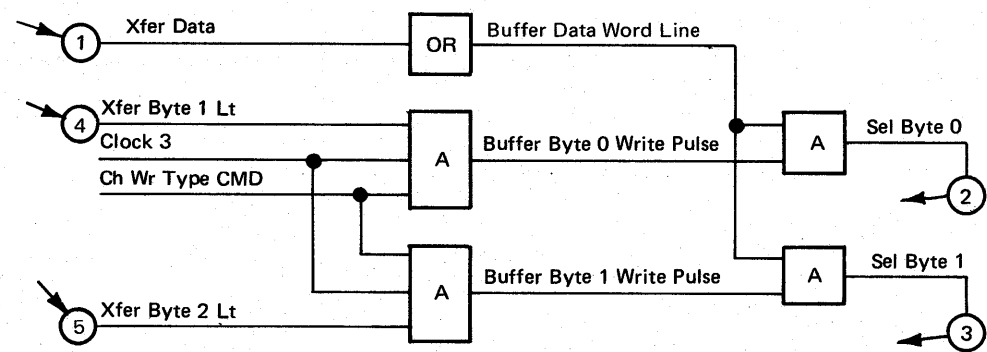 1
Xfer Data
OR
Buffer Data Word Line
4
Xfer Byte 1 Lt
Clock 3
Ch Wr Type CMD
A
Buffer Byte 0 Write Pulse
A
Sel Byte 0
2
5
Xfer Byte 2 Lt
A
Buffer Byte 1 Write Pulse
A
Sel Byte 1
3